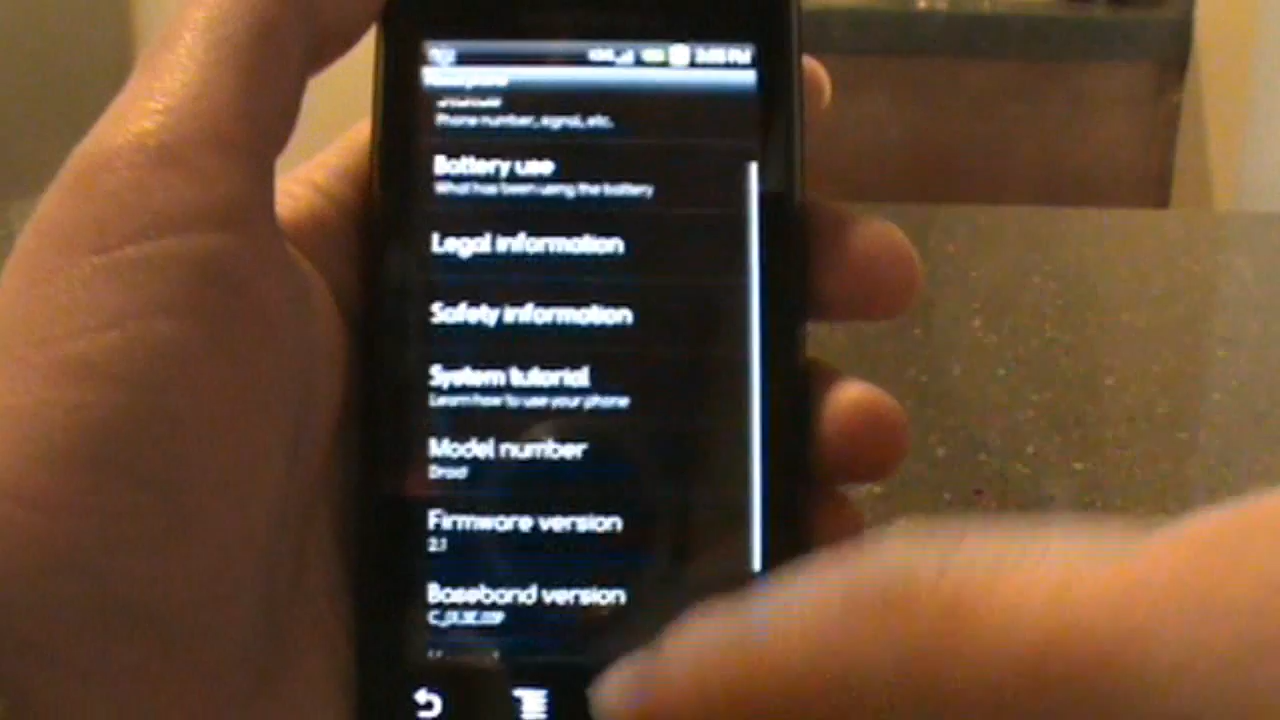 Phone number, signal, etc.
Battery use
What has been using the battery
Legal information
Safety information
System tutorial
Learn how to use your phone
Model number
Droid
Firmware version
2.1
Baseband version